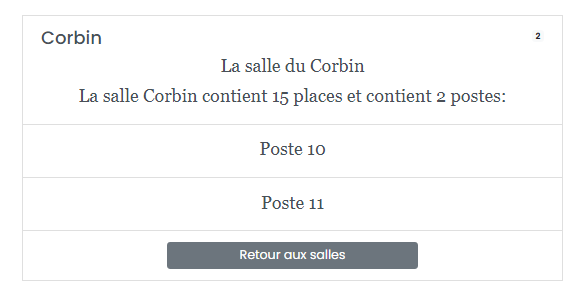 Corbin
2
La salle du Corbin
La salle Corbin contient 15 places et contient 2 postes:
Poste 10
Poste 11
Retour aux salles